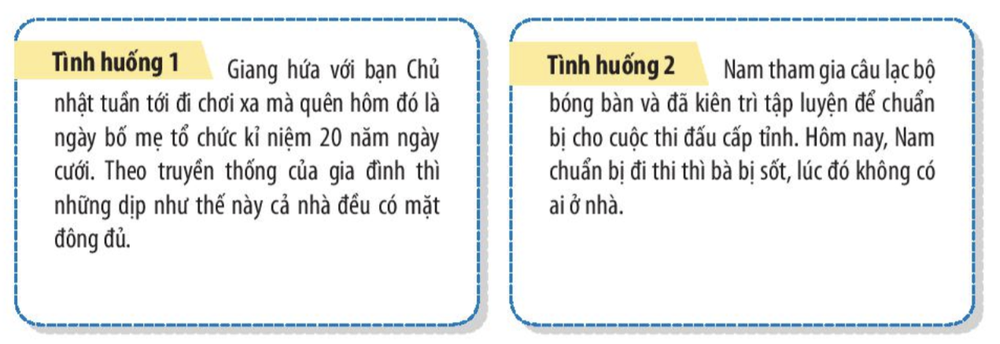 Tình huống 1 Giang hứa với bạn Chủ
nhật tuần tới đi chơi xa mà quên hôm đó là
ngày bố mẹ tổ chức kỉ niệm 20 năm ngày
cưới. Theo truyền thống của gia đình thì
những dịp như thế này cả nhà đều có mặt
đông đủ.
Tình huống 2 Nam tham gia câu lạc bộ
bóng bàn và đã kiên trì tập luyện để chuẩn
bị cho cuộc thi đấu cấp tỉnh. Hôm nay, Nam
chuẩn bị đi thi thì bà bị sốt, lúc đó không có
ai ở nhà.